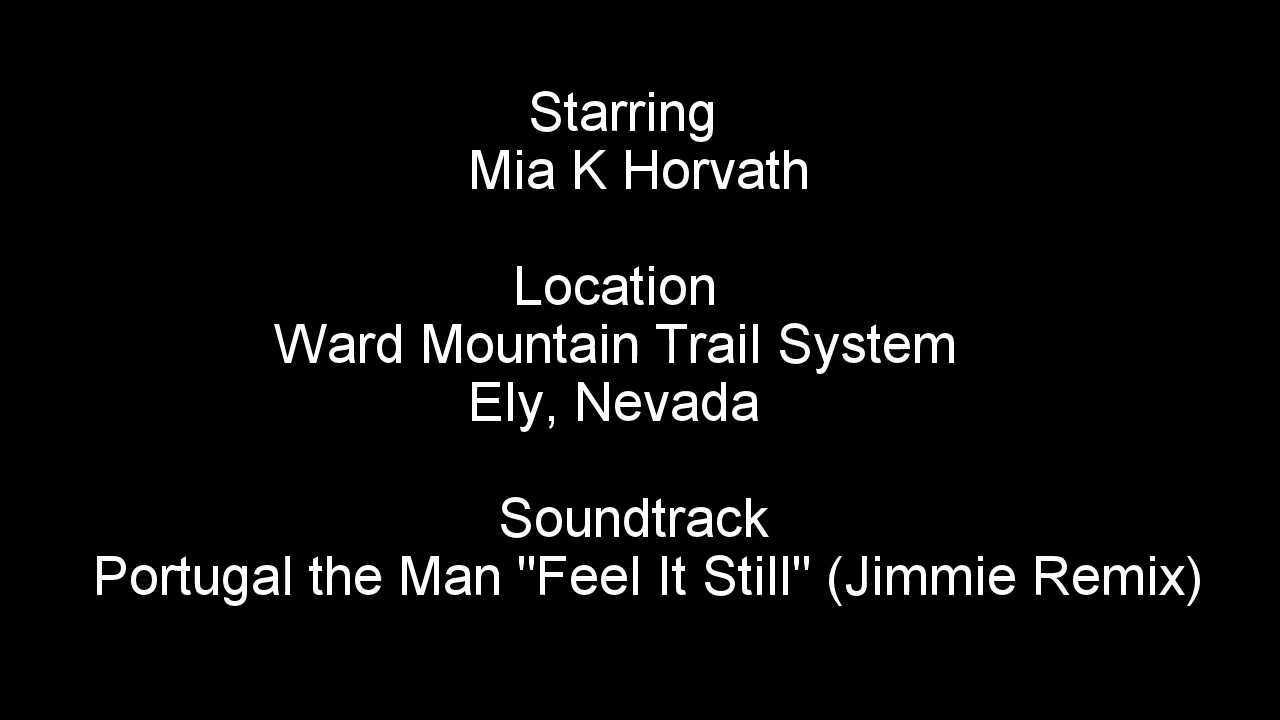 Starring
Mia K Horvath
Location
Ward Mountain Trail System
Ely, Nevada
Soundtrack
Portugal the Man "Feel It Still" (Jimmie Remix)